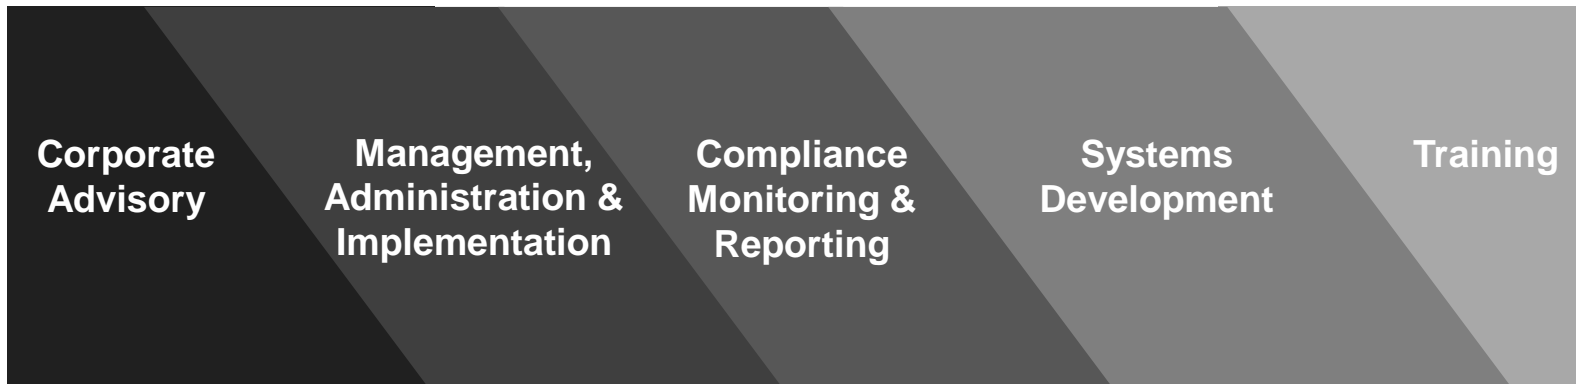 Corporate
Advisory
Management,
Administration &
Implementation
Compliance
Monitoring &
Reporting
Systems
Development
Training